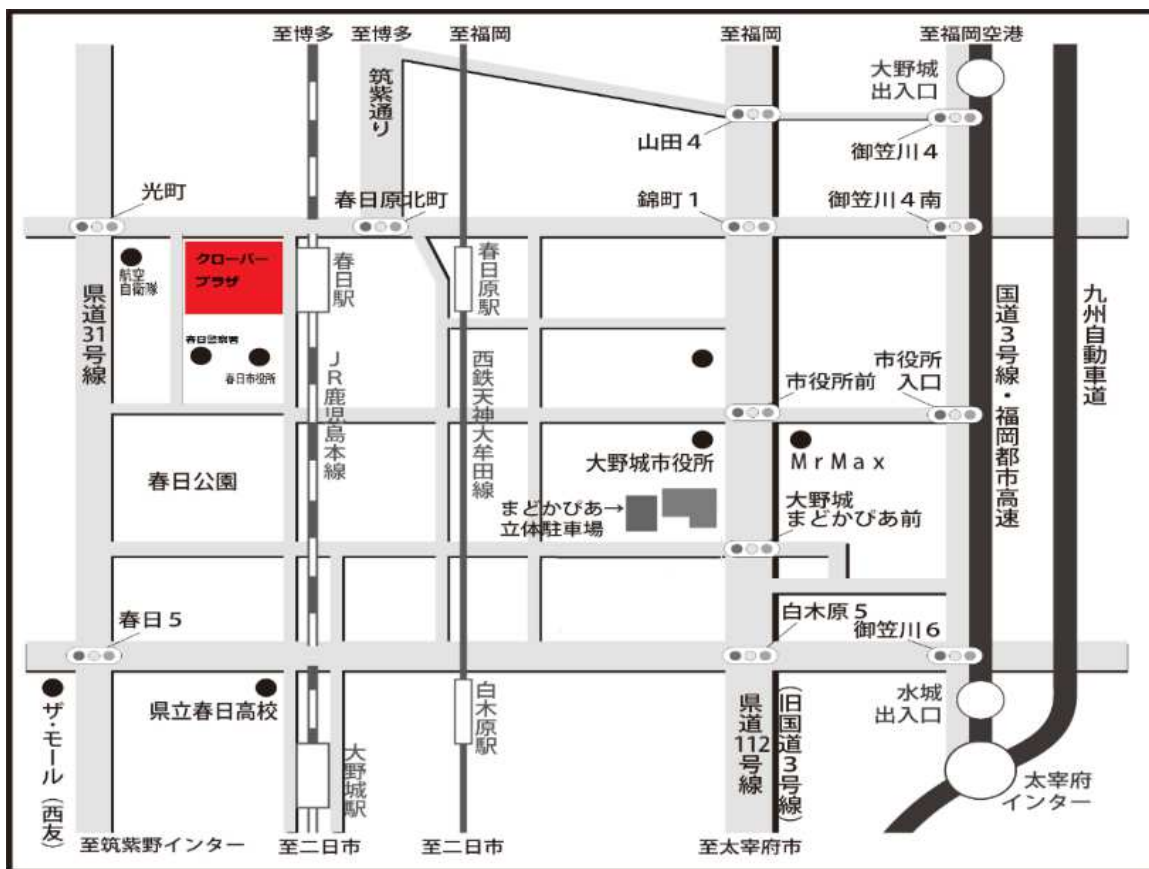 至博多
至博多
至福岡
至福岡
至福岡空港
大野城
出入口
筑紫通り
山田4
御笠川4
光町
春日原北町
錦町1
御笠川4南
航空
自衛隊
クローバー
プラザ
春日駅
春日原駅
県道31号線
春日警察署
春日市役所
JR鹿児島本線
西鉄天神大牟田線
市役所前
市役所
入口
国道3号線・福岡都市高速
九州自動車道
春日公園
大野城市役所
MrMax
まどかぴあ→
立体駐車場
大野城
まどかぴあ前
春日5
白木原5
御笠川6
ザ・モール(西友)
県立春日高校
大野城駅
白木原駅
県道112号線
(旧国道3号線)
水城
出入口
太宰府
インター
至筑紫野インター
至二日市
至二日市
至太宰府市